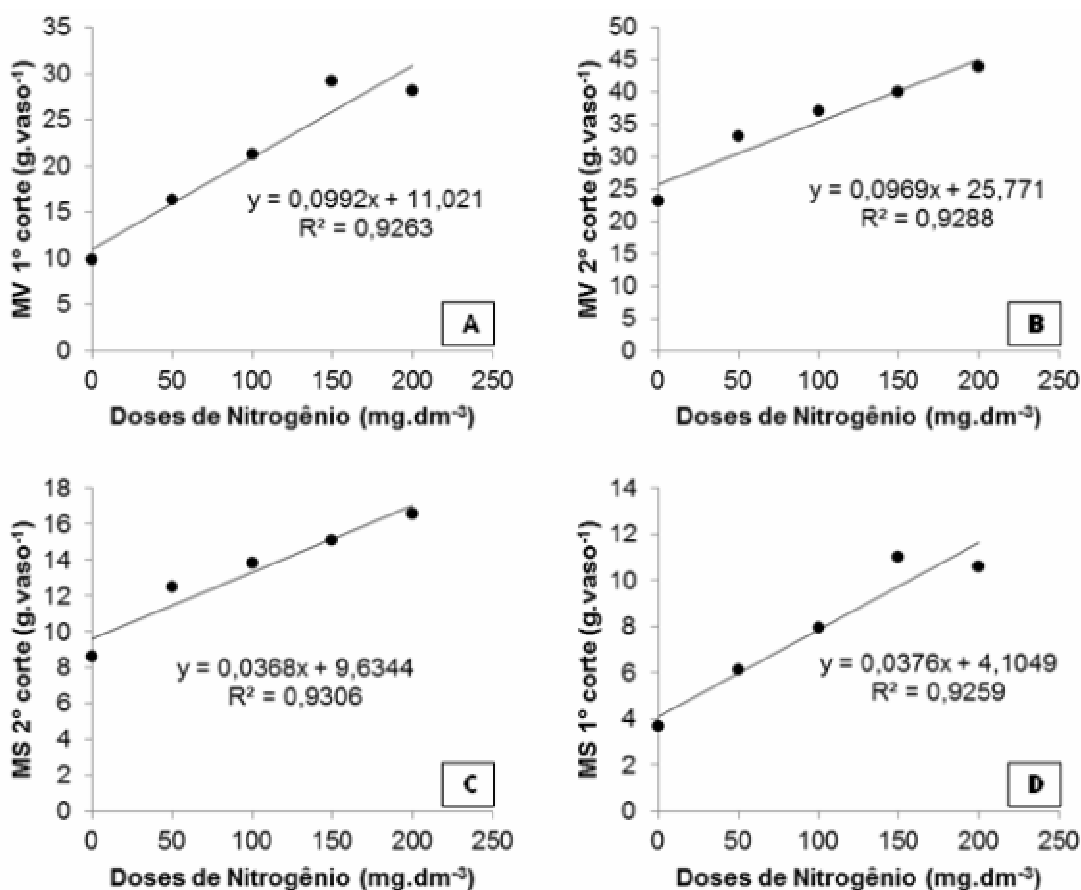 MV 1º corte (g.vaso⁻¹)
35
30
25
20
15
10
5
0
y = 0,0992x + 11,021
R² = 0,9263
A
0 50 100 150 200 250
Doses de Nitrogênio (mg.dm⁻³)
MV 2º corte (g.vaso⁻¹)
50
45
40
35
30
25
20
15
10
5
0
y = 0,0969x + 25,771
R² = 0,9288
B
0 50 100 150 200 250
Doses de Nitrogênio (mg.dm⁻³)
MS 2º corte (g.vaso⁻¹)
18
16
14
12
10
8
6
4
2
0
y = 0,0368x + 9,6344
R² = 0,9306
C
0 50 100 150 200 250
Doses de Nitrogênio (mg.dm⁻³)
MS 1º corte (g.vaso⁻¹)
14
12
10
8
6
4
2
0
y = 0,0376x + 4,1049
R² = 0,9259
D
0 50 100 150 200 250
Doses de Nitrogênio (mg.dm⁻³)